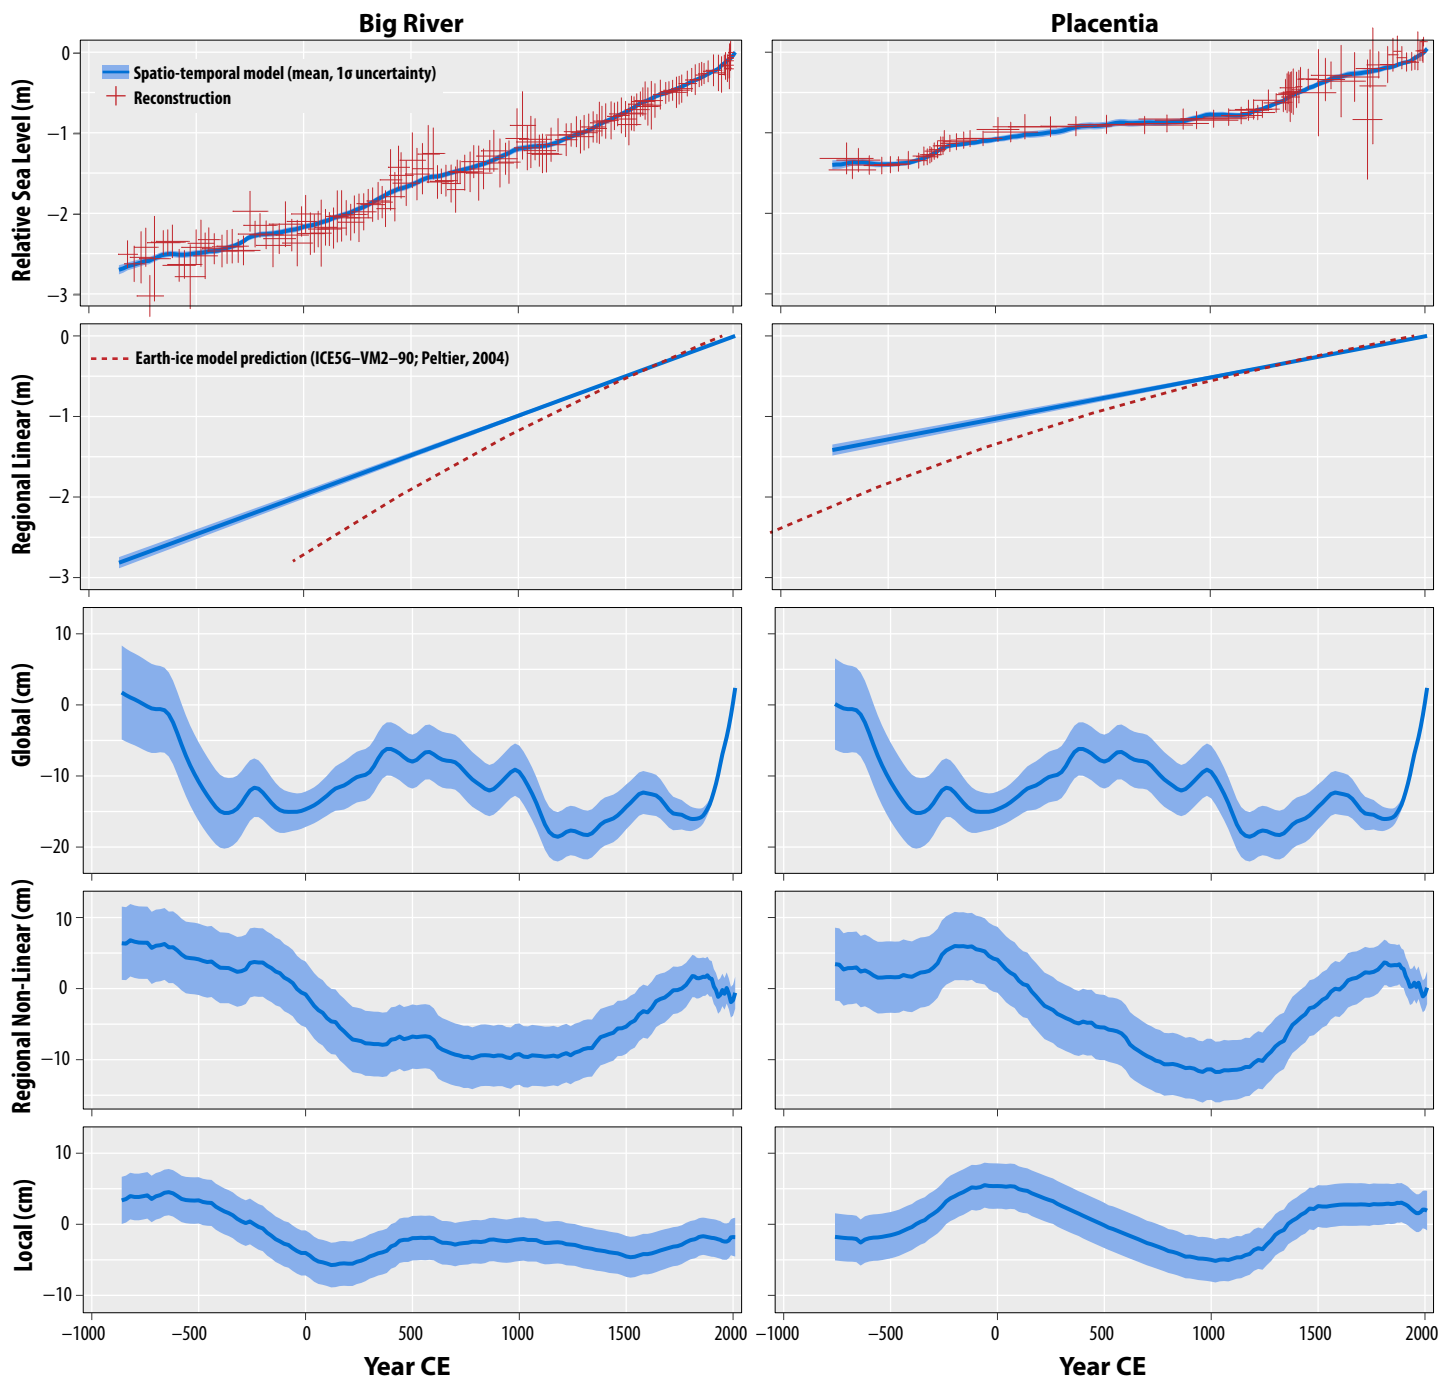 Big River
Placentia
Relative Sea Level (m)
0
−1
−2
−3
Spatio-temporal model (mean, 1σ uncertainty)
Reconstruction
Regional Linear (m)
0
−1
−2
−3
Earth-ice model prediction (ICE5G−VM2−90; Peltier, 2004)
Global (cm)
10
0
−10
−20
Regional Non-Linear (cm)
10
0
−10
Local (cm)
10
0
−10
−1000 −500 0 500 1000 1500 2000
−1000 −500 0 500 1000 1500 2000
Year CE
Year CE